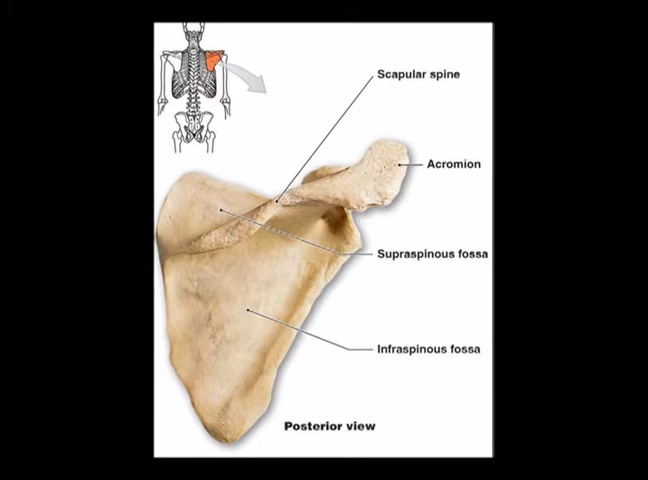 Scapular spine
Acromion
Supraspinous fossa
Infraspinous fossa
Posterior view